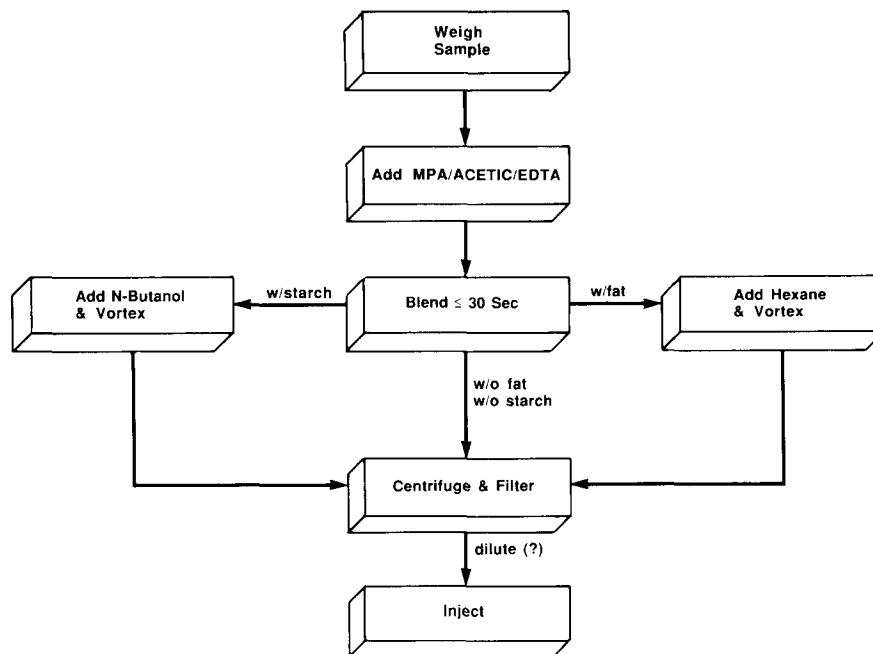 Weigh
Sample
Add MPA/ACETIC/EDTA
Add N-Butanol
& Vortex
w/starch
Blend ≤ 30 Sec
w/fat
Add Hexane
& Vortex
w/o fat
w/o starch
Centrifuge & Filter
dilute (?)
Inject